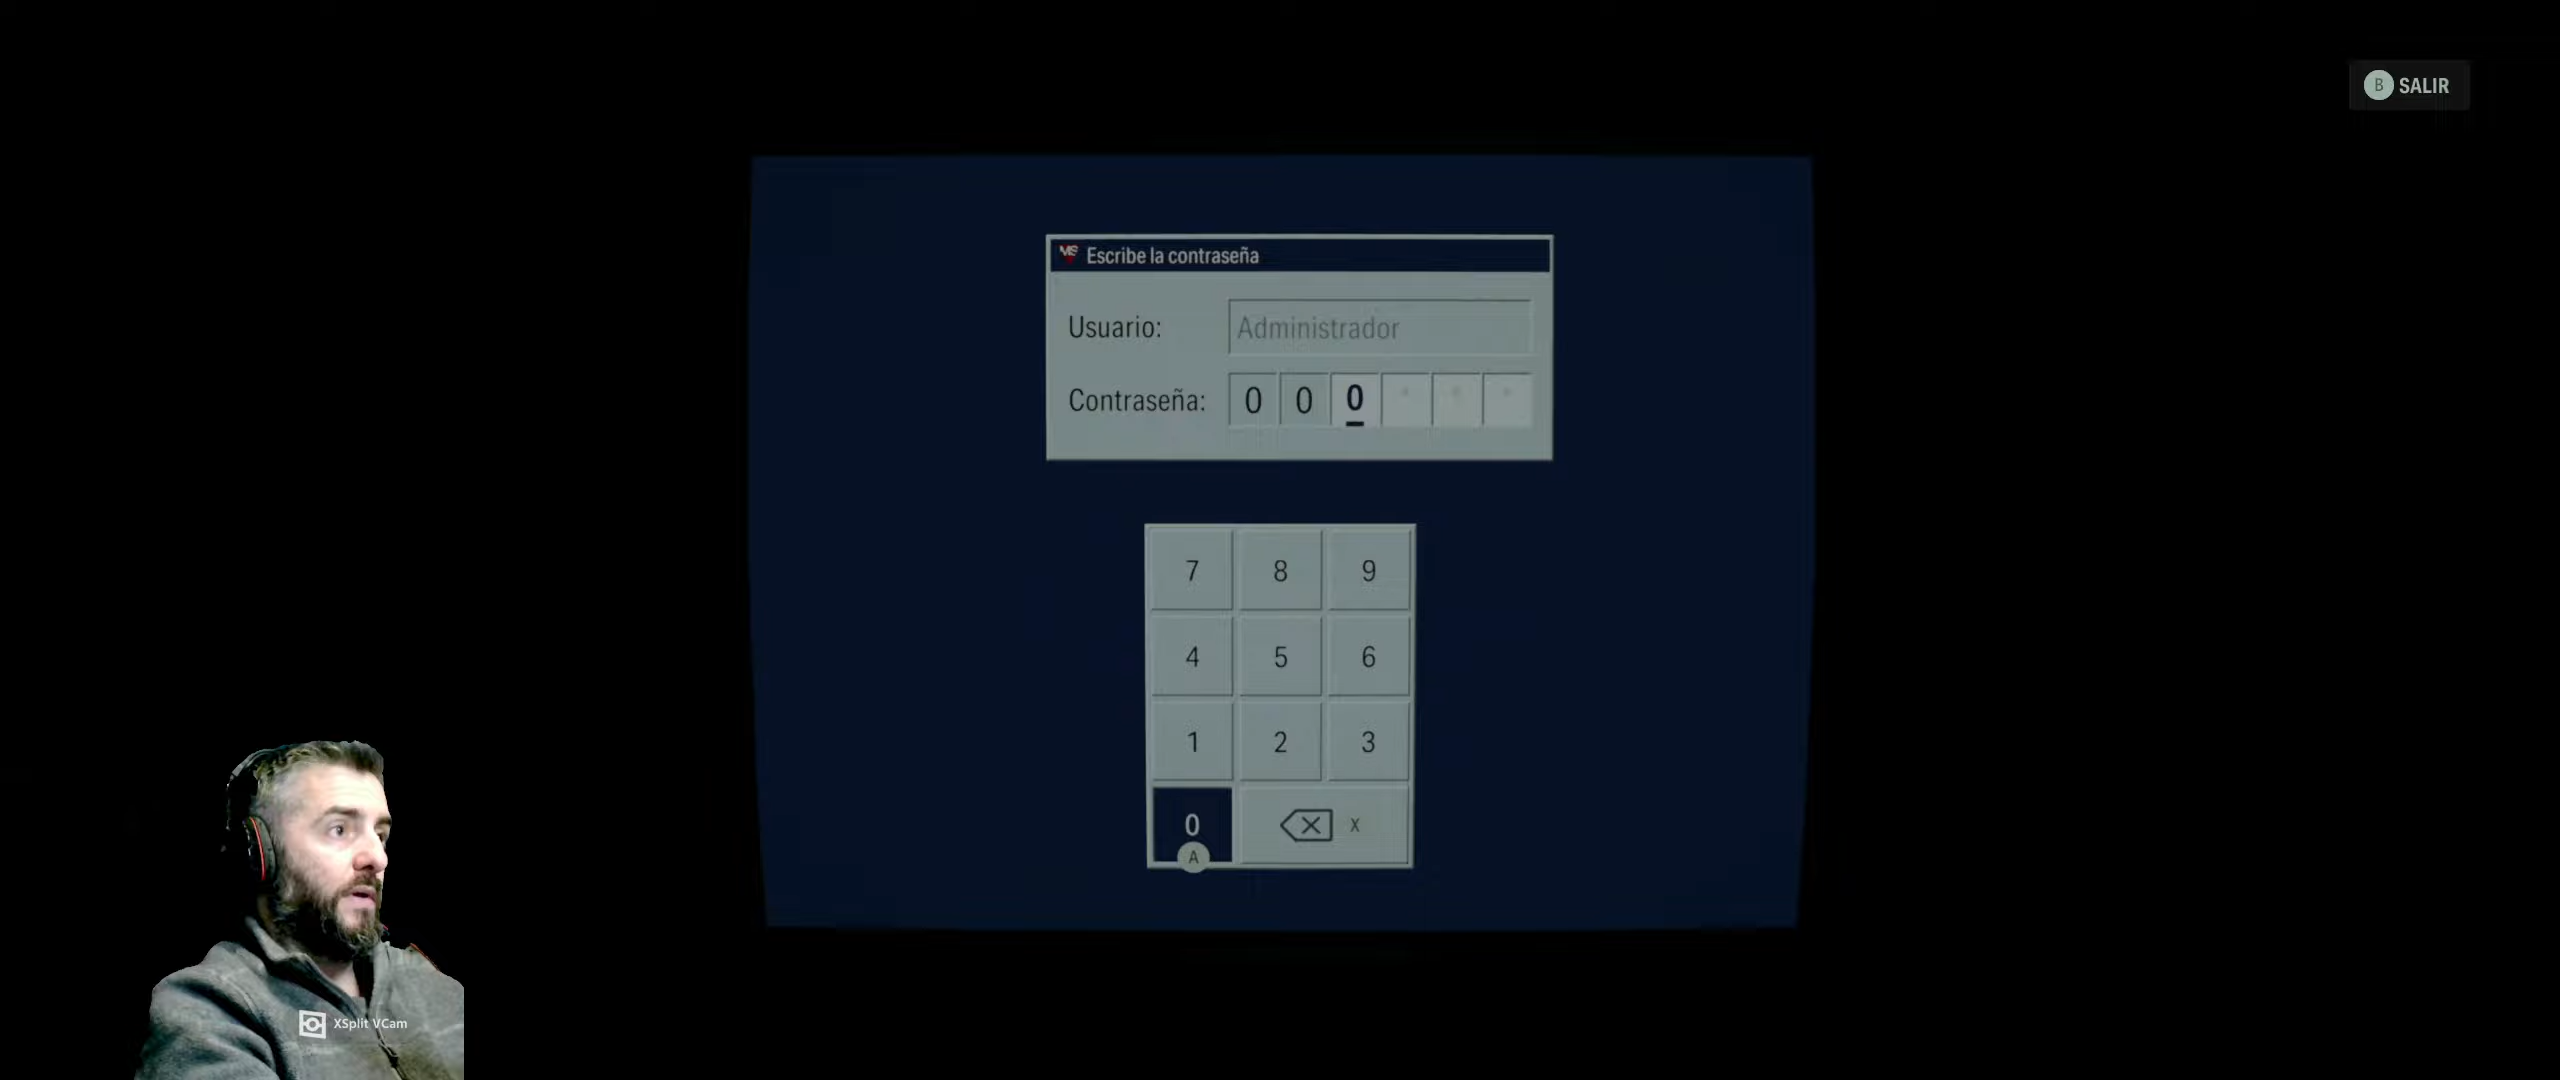 B SALIR
MS Escribe la contraseña
Usuario: Administrador
Contraseña: 0 0 0 * * *
7 8 9
4 5 6
1 2 3
0 X
A
XSplit VCam